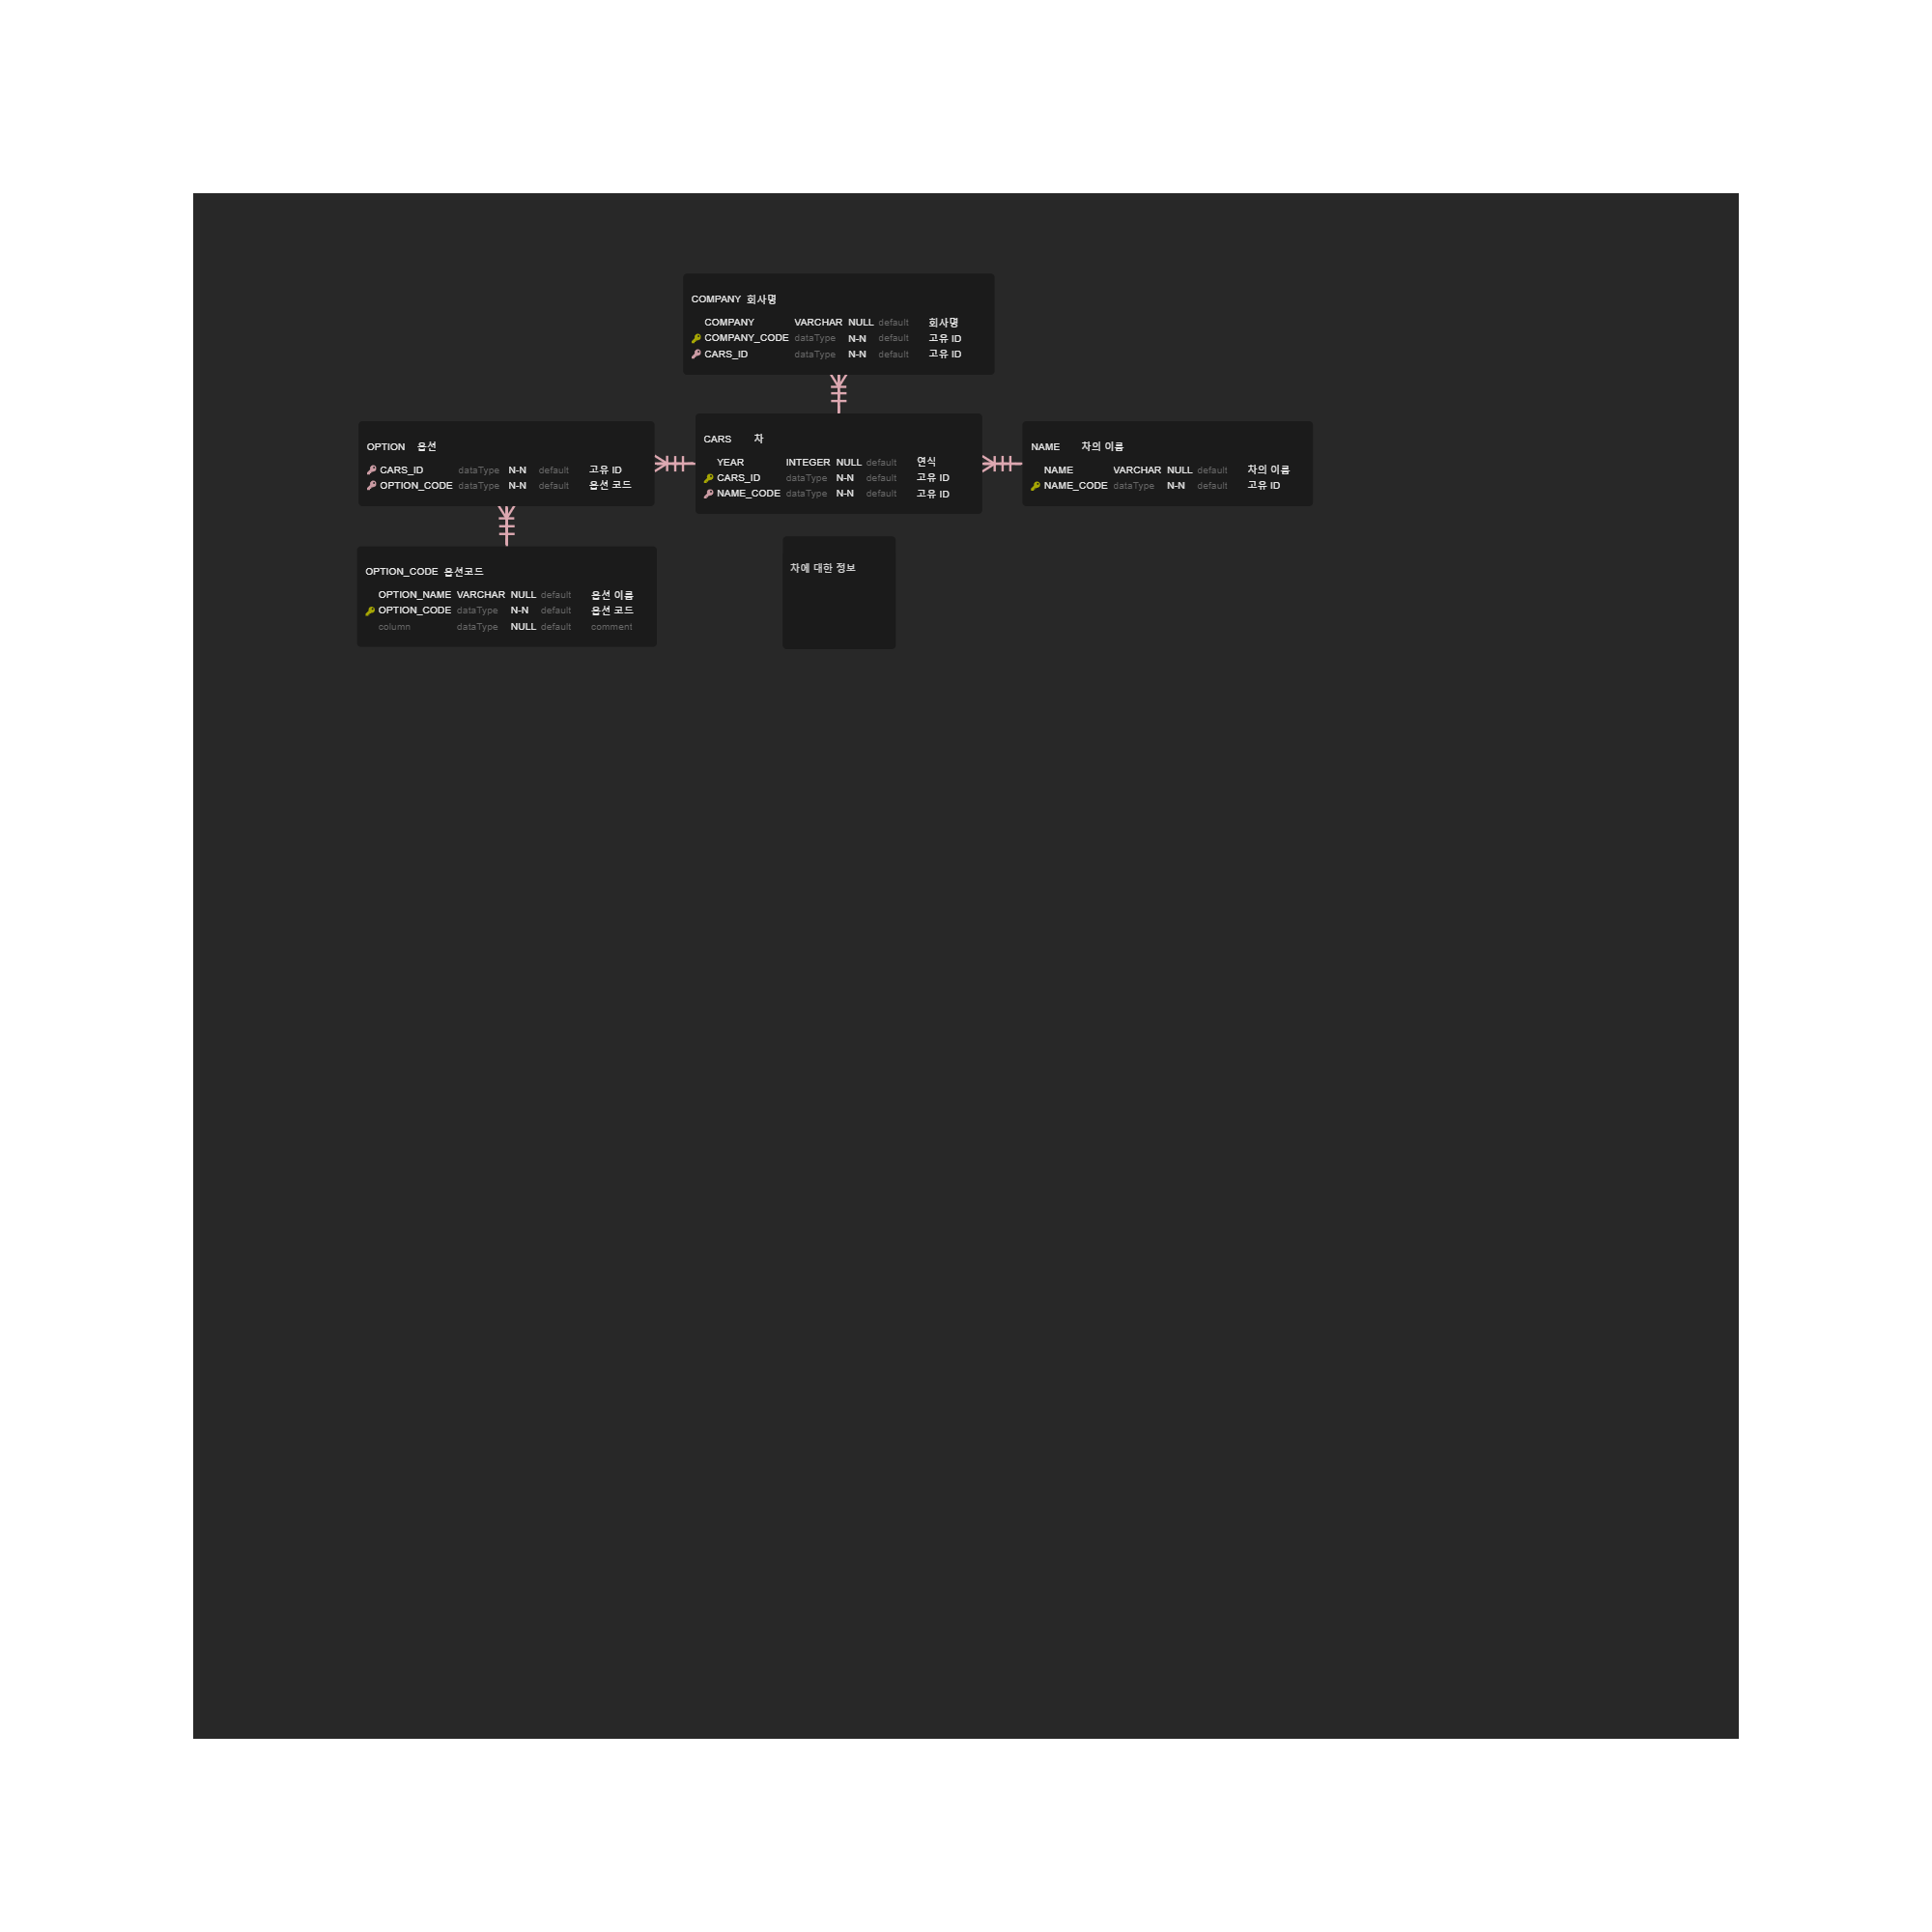 COMPANY 회사명
COMPANY VARCHAR NULL default 회사명
COMPANY_CODE dataType N-N default 고유 ID
CARS_ID dataType N-N default 고유 ID
OPTION 옵션
CARS_ID dataType N-N default 고유 ID
OPTION_CODE dataType N-N default 옵션 코드
CARS 차
YEAR INTEGER NULL default 연식
CARS_ID dataType N-N default 고유 ID
NAME_CODE dataType N-N default 고유 ID
NAME 차의 이름
NAME VARCHAR NULL default 차의 이름
NAME_CODE dataType N-N default 고유 ID
OPTION_CODE 옵션코드
OPTION_NAME VARCHAR NULL default 옵션 이름
OPTION_CODE dataType N-N default 옵션 코드
column dataType NULL default comment
차에 대한 정보